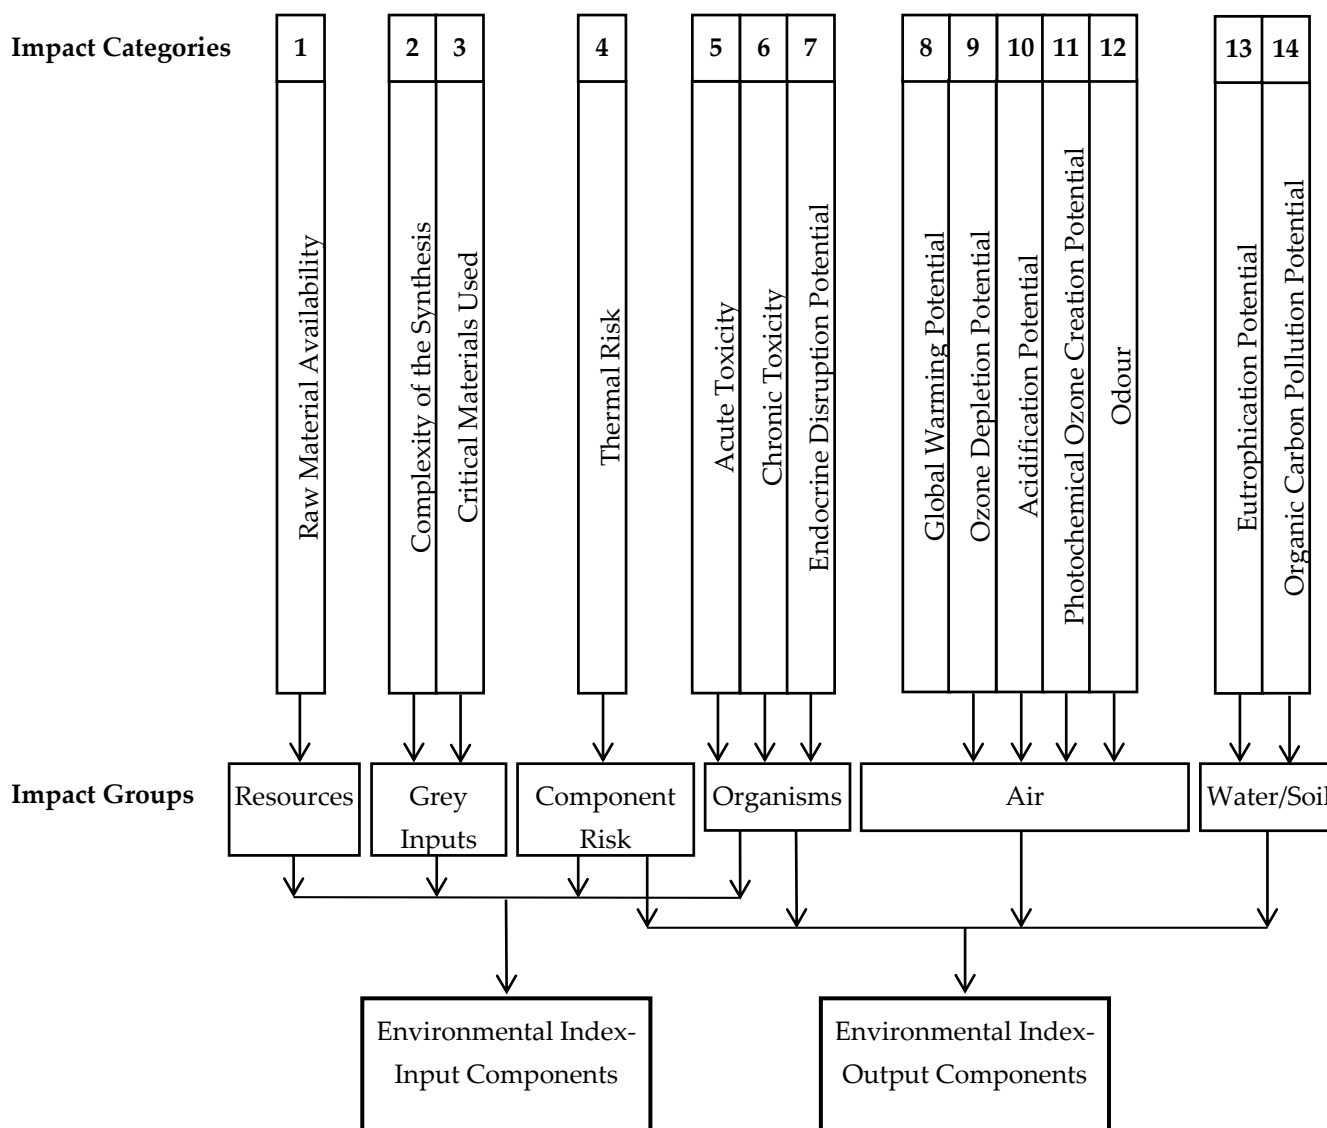 Impact Categories
1
2
3
4
5
6
7
8
9
10
11
12
13
14
Raw Material Availability
Complexity of the Synthesis
Critical Materials Used
Thermal Risk
Acute Toxicity
Chronic Toxicity
Endocrine Disruption Potential
Global Warming Potential
Ozone Depletion Potential
Acidification Potential
Photochemical Ozone Creation Potential
Odour
Eutrophication Potential
Organic Carbon Pollution Potential
Impact Groups
Resources
Grey
Inputs
Component
Risk
Organisms
Air
Water/Soil
Environmental Index-
Input Components
Environmental Index-
Output Components